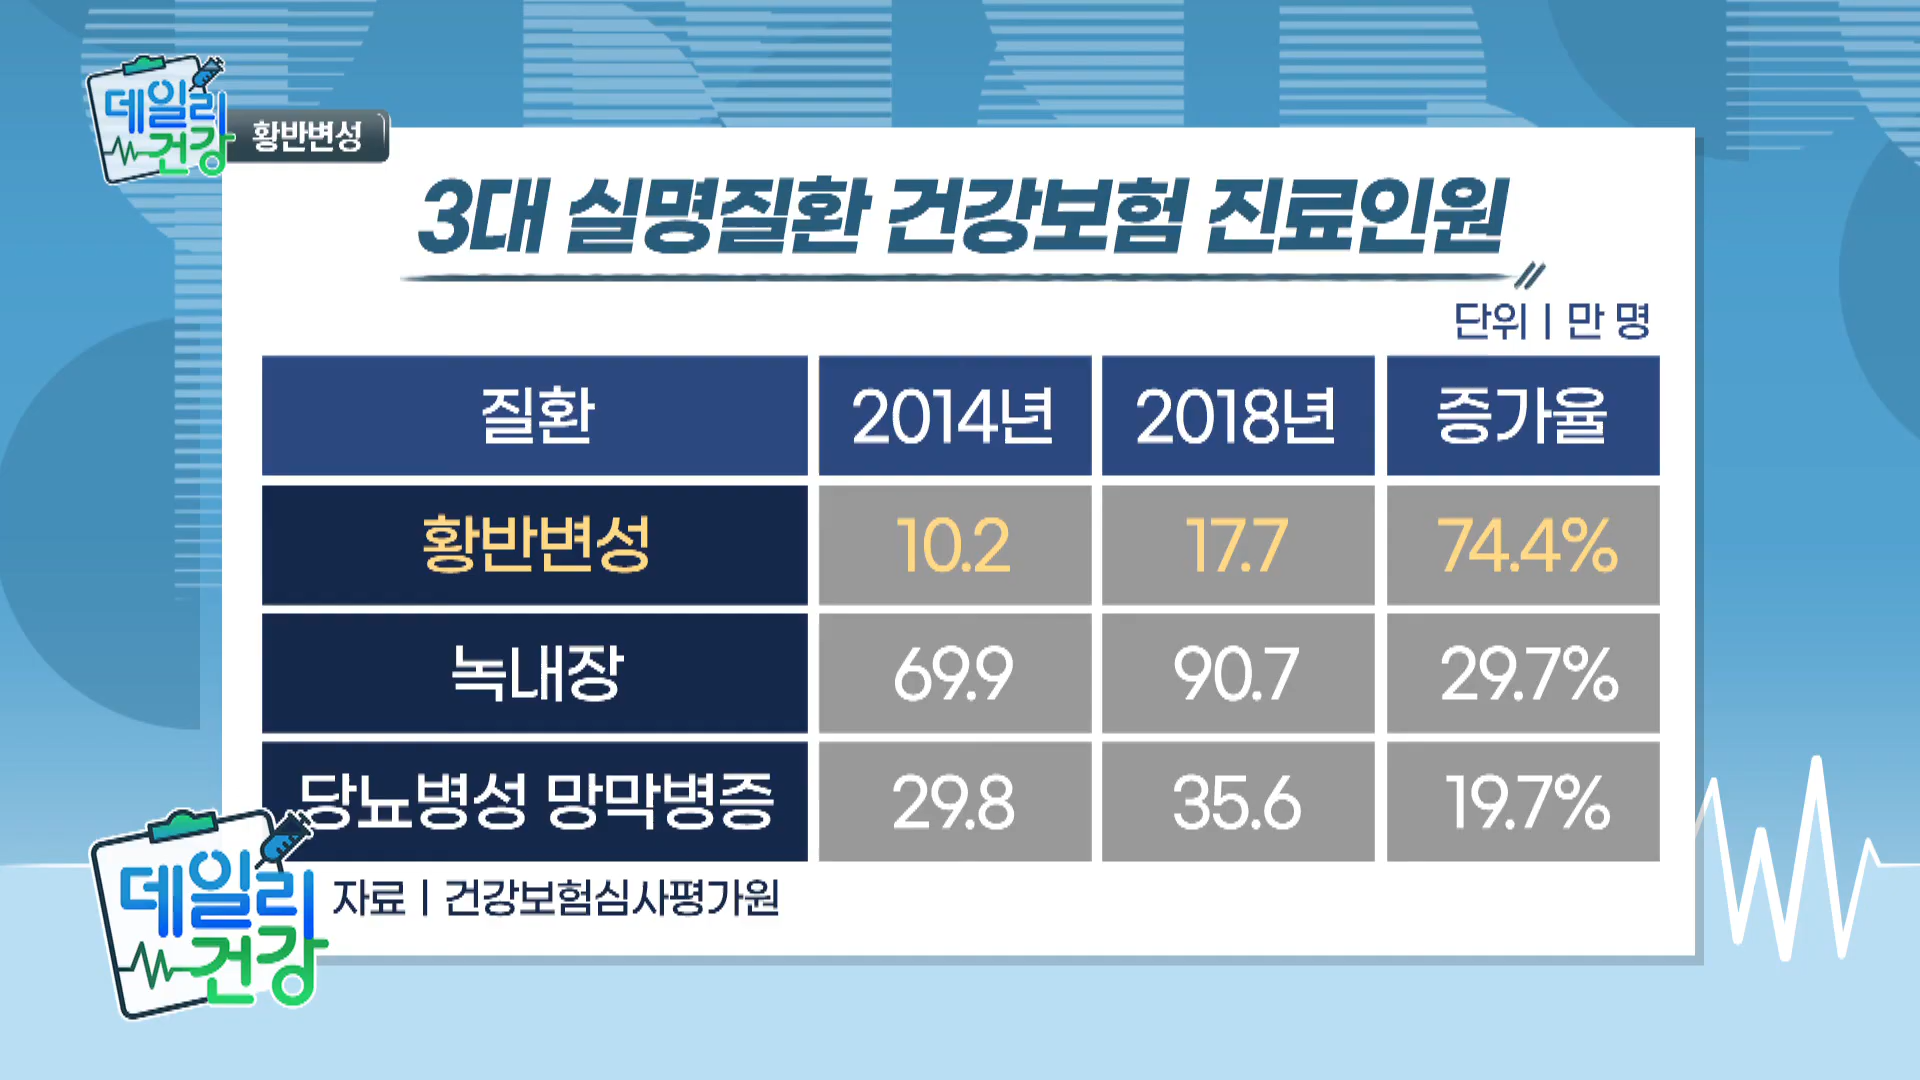 데일리
건강
황반변성
3대 실명질환 건강보험 진료인원
단위 | 만 명
질환 2014년 2018년 증가율
황반변성 10.2 17.7 74.4%
녹내장 69.9 90.7 29.7%
당뇨병성 망막병증 29.8 35.6 19.7%
자료 | 건강보험심사평가원
데일리
건강